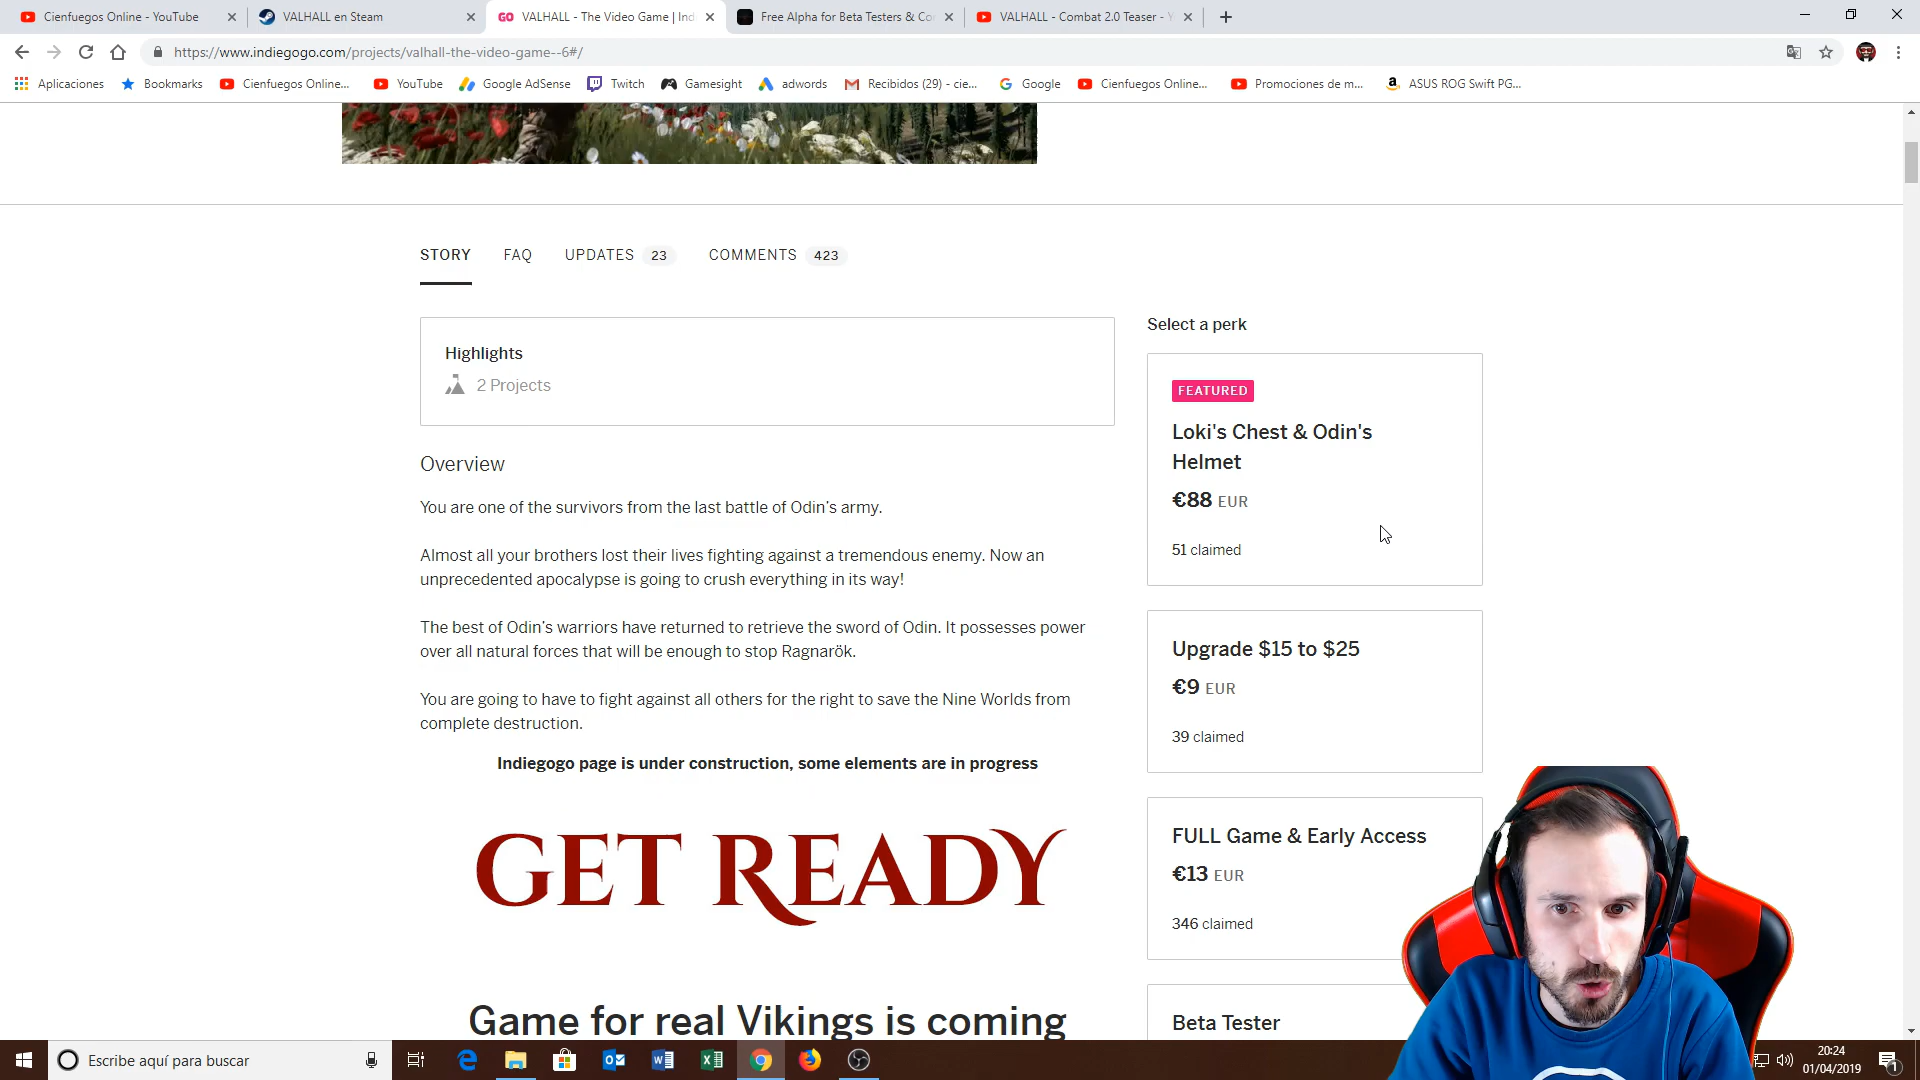 Cienfuegos Online - YouTube
VALHALL en Steam
VALHALL - The Video Game | Ind
Free Alpha for Beta Testers & Co
VALHALL - Combat 2.0 Teaser - Y
https://www.indiegogo.com/projects/valhall-the-video-game--6#/
Aplicaciones
Bookmarks
Cienfuegos Online...
YouTube
Google AdSense
Twitch
Gamesight
adwords
Recibidos (29) - cie...
Google
Cienfuegos Online...
Promociones de m...
ASUS ROG Swift PG...
STORY
FAQ
UPDATES 23
COMMENTS 423
Highlights
2 Projects
Overview
You are one of the survivors from the last battle of Odin's army.
Almost all your brothers lost their lives fighting against a tremendous enemy. Now an
unprecedented apocalypse is going to crush everything in its way!
The best of Odin's warriors have returned to retrieve the sword of Odin. It possesses power
over all natural forces that will be enough to stop Ragnarök.
You are going to have to fight against all others for the right to save the Nine Worlds from
complete destruction.
Indiegogo page is under construction, some elements are in progress
GET READY
Game for real Vikings is coming
Select a perk
FEATURED
Loki's Chest & Odin's
Helmet
€88 EUR
51 claimed
Upgrade $15 to $25
€9 EUR
39 claimed
FULL Game & Early Access
€13 EUR
346 claimed
Beta Tester
Escribe aquí para buscar
20:24
01/04/2019
1